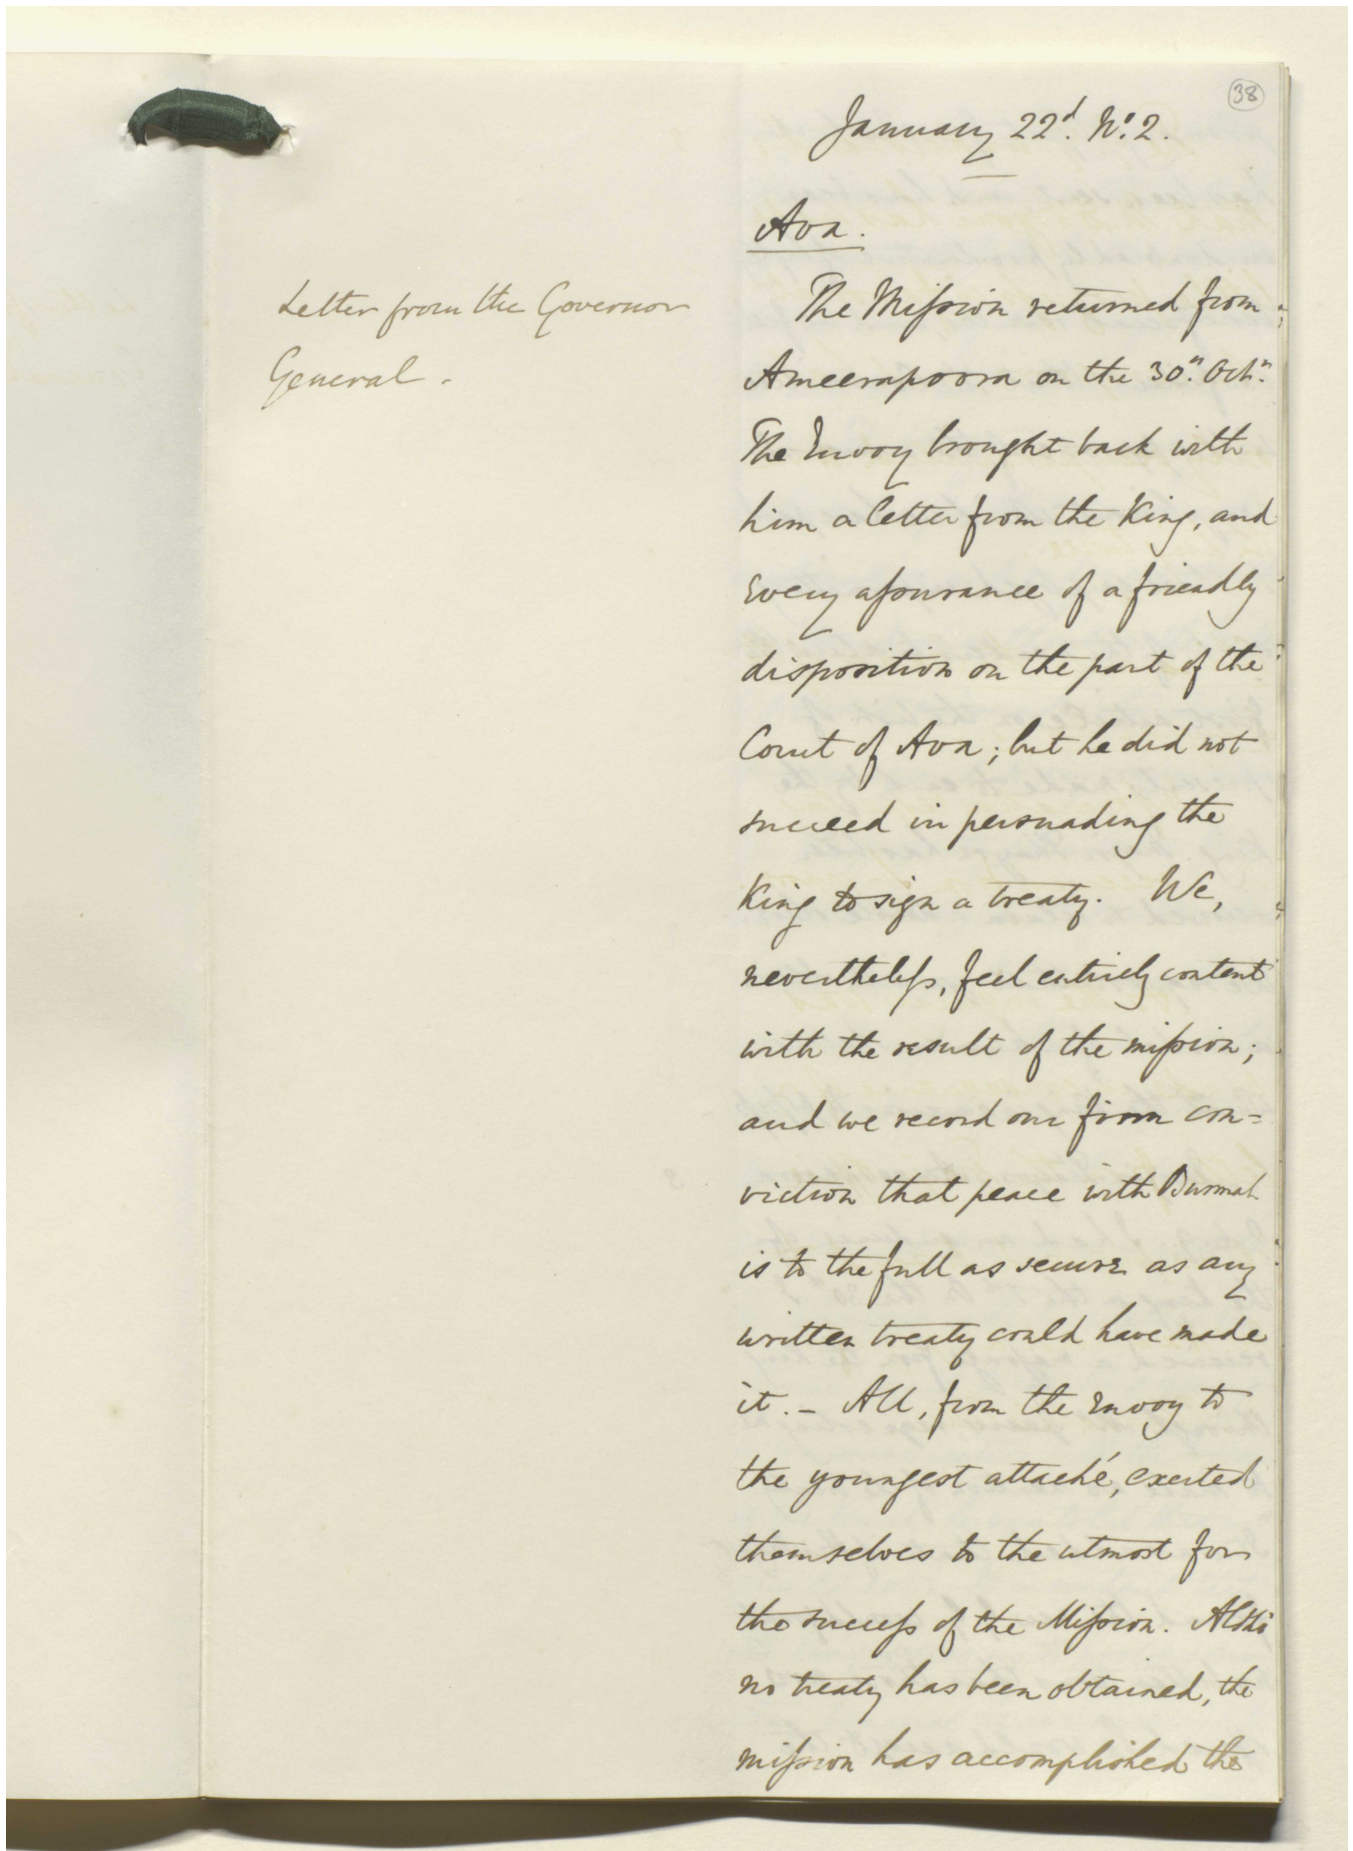 38
January 22d. No. 2.
Ava.
Letter from the Governor
General.
The Mission returned from
Ameerapoora on the 30th. Octr.
The Envoy brought back with
him a letter from the King, and
every assurance of a friendly
disposition on the part of the
Court of Ava; but he did not
succeed in persuading the
King to sign a treaty. We,
nevertheless, feel entirely content
with the result of the mission;
and we record our firm con=
viction that peace with Burmah
is to the full as secure as any
written treaty could have made
it. - All, from the Envoy to
the youngest attaché, exerted
themselves to the utmost for
the success of the Mission. Altho'
no treaty has been obtained, the
mission has accomplished the